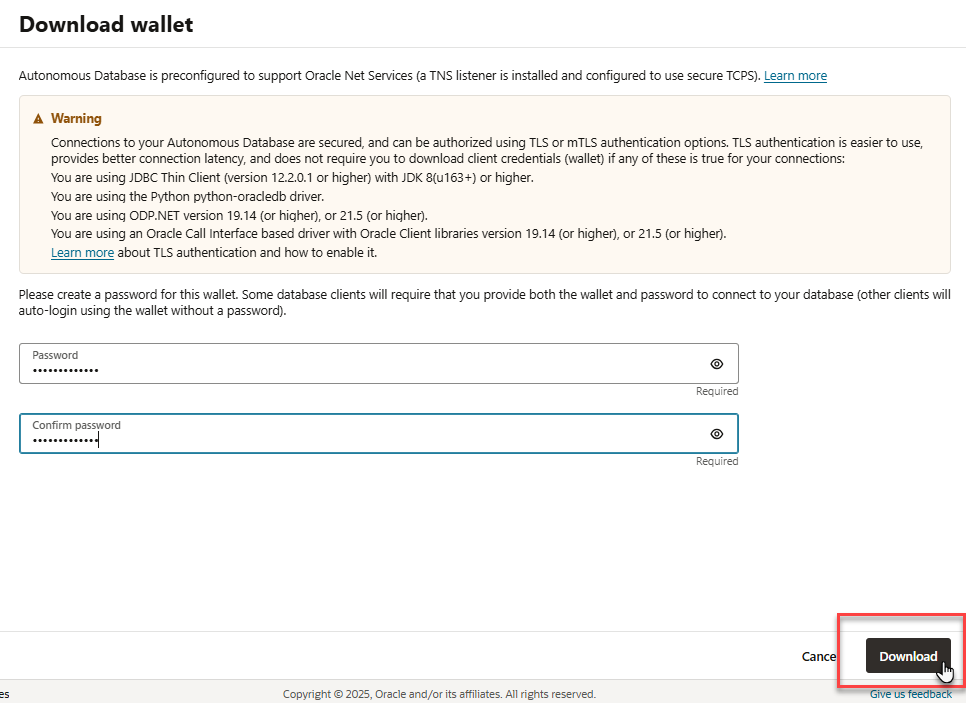 Download wallet
Autonomous Database is preconfigured to support Oracle Net Services (a TNS listener is installed and configured to use secure TCPS). Learn more
Warning
Connections to your Autonomous Database are secured, and can be authorized using TLS or mTLS authentication options. TLS authentication is easier to use,
provides better connection latency, and does not require you to download client credentials (wallet) if any of these is true for your connections:
You are using JDBC Thin Client (version 12.2.0.1 or higher) with JDK 8(u163+) or higher.
You are using the Python python-oracledb driver.
You are using ODP.NET version 19.14 (or higher), or 21.5 (or higher).
You are using an Oracle Call Interface based driver with Oracle Client libraries version 19.14 (or higher), or 21.5 (or higher).
Learn more about TLS authentication and how to enable it.
Please create a password for this wallet. Some database clients will require that you provide both the wallet and password to connect to your database (other clients will
auto-login using the wallet without a password).
Password
•••••••••••••
Required
Confirm password
•••••••••••••
Required
Cance Download
es Copyright © 2025, Oracle and/or its affiliates. All rights reserved. Give us feedback